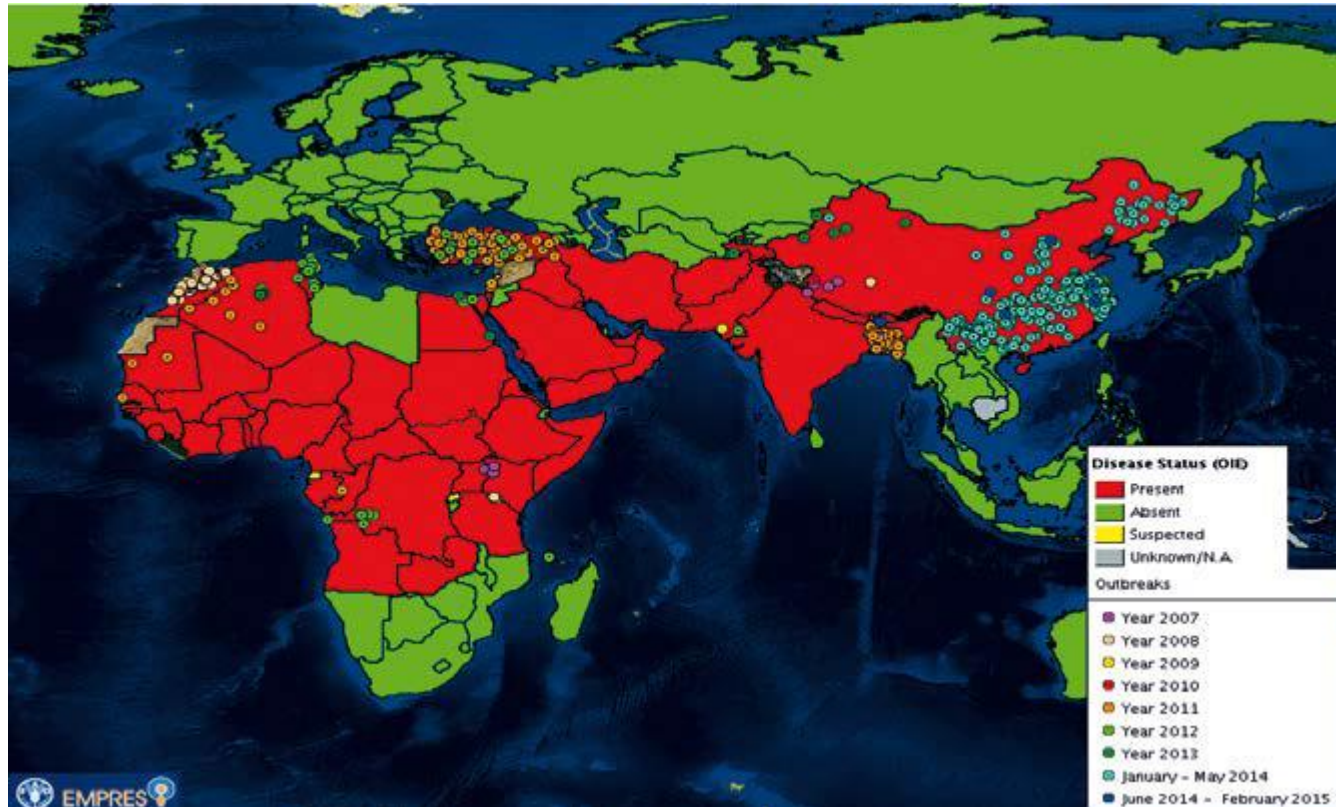 Disease Status (OIE)
Present
Absent
Suspected
Unknown/N.A.
Outbreaks
Year 2007
Year 2008
Year 2009
Year 2010
Year 2011
Year 2012
Year 2013
January - May 2014
June 2014 - February 2015
EMPRES